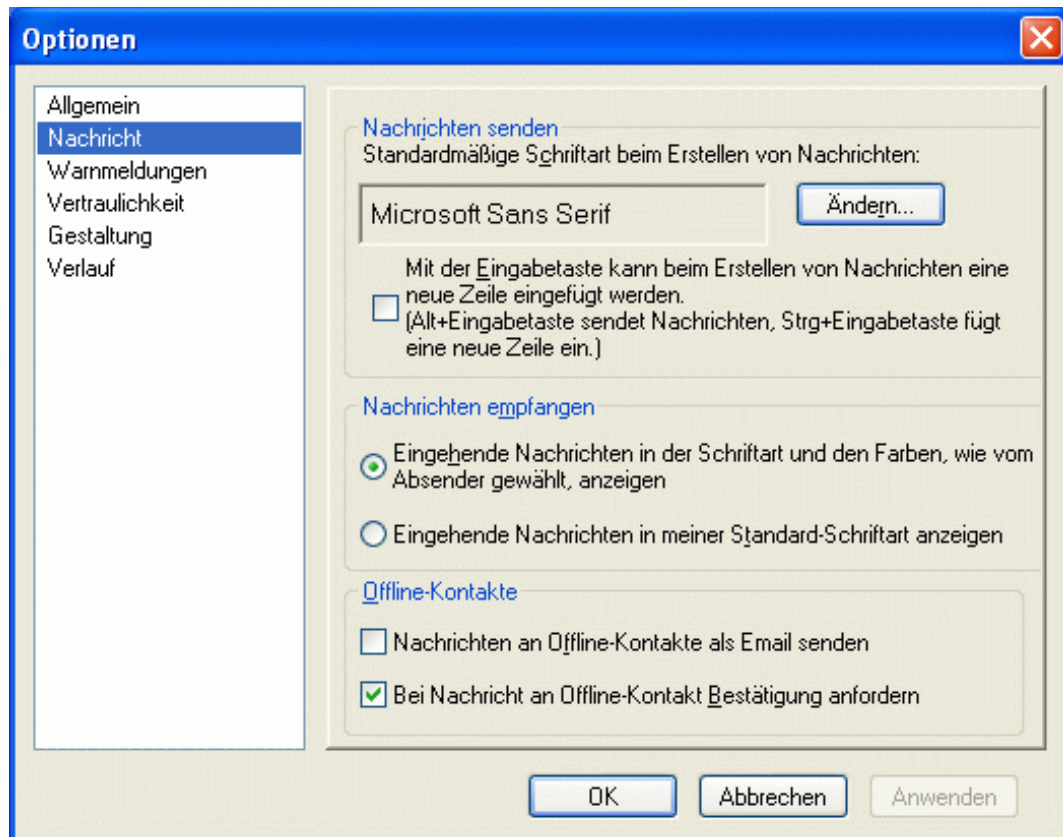 Optionen
Allgemein
Nachricht
Warnmeldungen
Vertraulichkeit
Gestaltung
Verlauf
Nachrichten senden
Standardmäßige Schriftart beim Erstellen von Nachrichten:
Microsoft Sans Serif
Ändern...
Mit der Eingabetaste kann beim Erstellen von Nachrichten eine
neue Zeile eingefügt werden.
(Alt+Eingabetaste sendet Nachrichten, Strg+Eingabetaste fügt
eine neue Zeile ein.)
Nachrichten empfangen
Eingehende Nachrichten in der Schriftart und den Farben, wie vom
Absender gewählt, anzeigen
Eingehende Nachrichten in meiner Standard-Schriftart anzeigen
Offline-Kontakte
Nachrichten an Offline-Kontakte als Email senden
Bei Nachricht an Offline-Kontakt Bestätigung anfordern
OK
Abbrechen
Anwenden